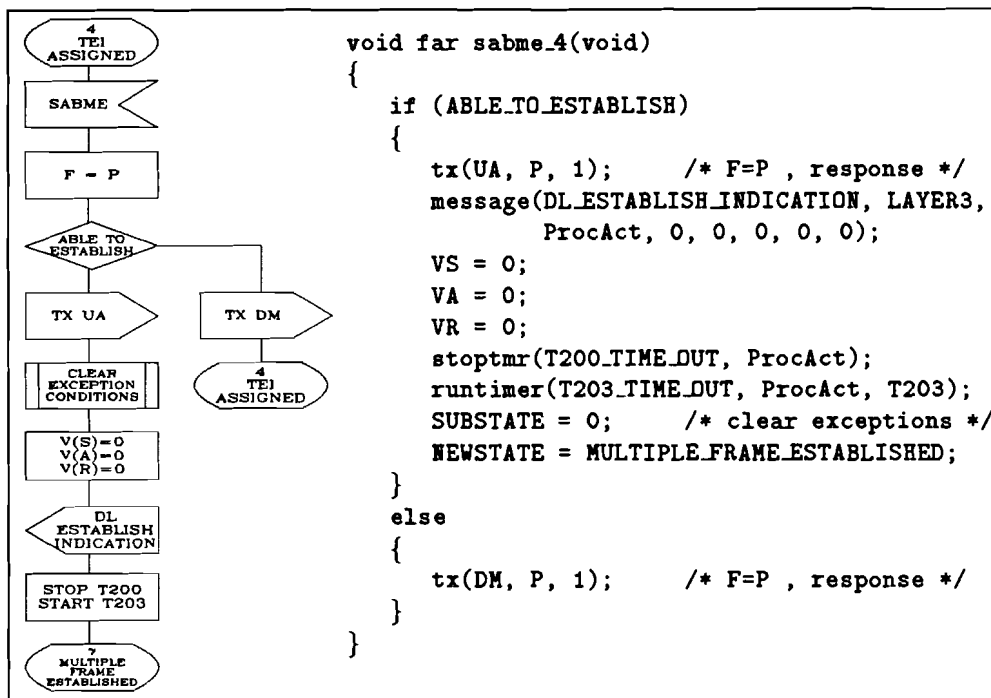 4
TEI
ASSIGNED
SABME
F = P
ABLE TO
ESTABLISH
TX UA
TX DM
CLEAR
EXCEPTION
CONDITIONS
4
TEI
ASSIGNED
V(S)=0
V(A)=0
V(R)=0
DL
ESTABLISH
INDICATION
STOP T200
START T203
7
MULTIPLE
FRAME
ESTABLISHED
void far sabme_4(void)
{
if (ABLE_TO_ESTABLISH)
{
tx(UA, P, 1); /* F=P , response */
message(DL_ESTABLISH_INDICATION, LAYER3,
ProcAct, 0, 0, 0, 0, 0);
VS = 0;
VA = 0;
VR = 0;
stoptmr(T200_TIME_OUT, ProcAct);
runtimer(T203_TIME_OUT, ProcAct, T203);
SUBSTATE = 0; /* clear exceptions */
NEWSTATE = MULTIPLE_FRAME_ESTABLISHED;
}
else
{
tx(DM, P, 1); /* F=P , response */
}
}